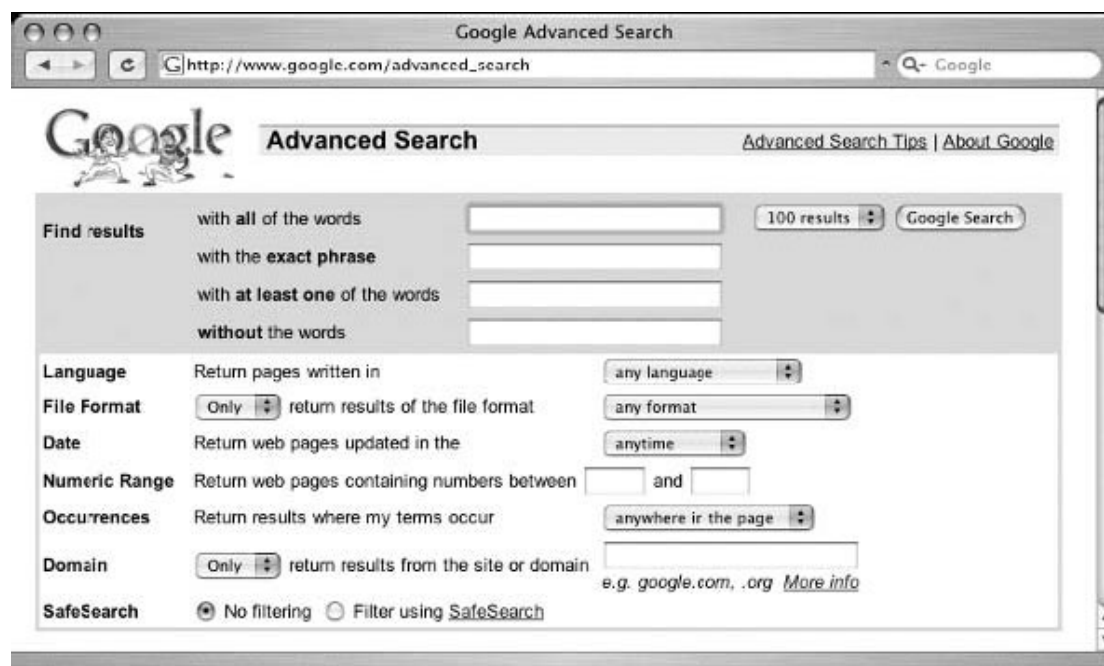 Google Advanced Search
http://www.google.com/advanced_search
Google
Google
Advanced Search
Advanced Search Tips | About Google
Find results
with all of the words
100 results
Google Search
with the exact phrase
with at least one of the words
without the words
Language Return pages written in any language
File Format Only return results of the file format any format
Date Return web pages updated in the anytime
Numeric Range Return web pages containing numbers between and
Occurrences Return results where my terms occur anywhere in the page
Domain Only return results from the site or domain
e.g. google.com, .org More info
SafeSearch No filtering Filter using SafeSearch